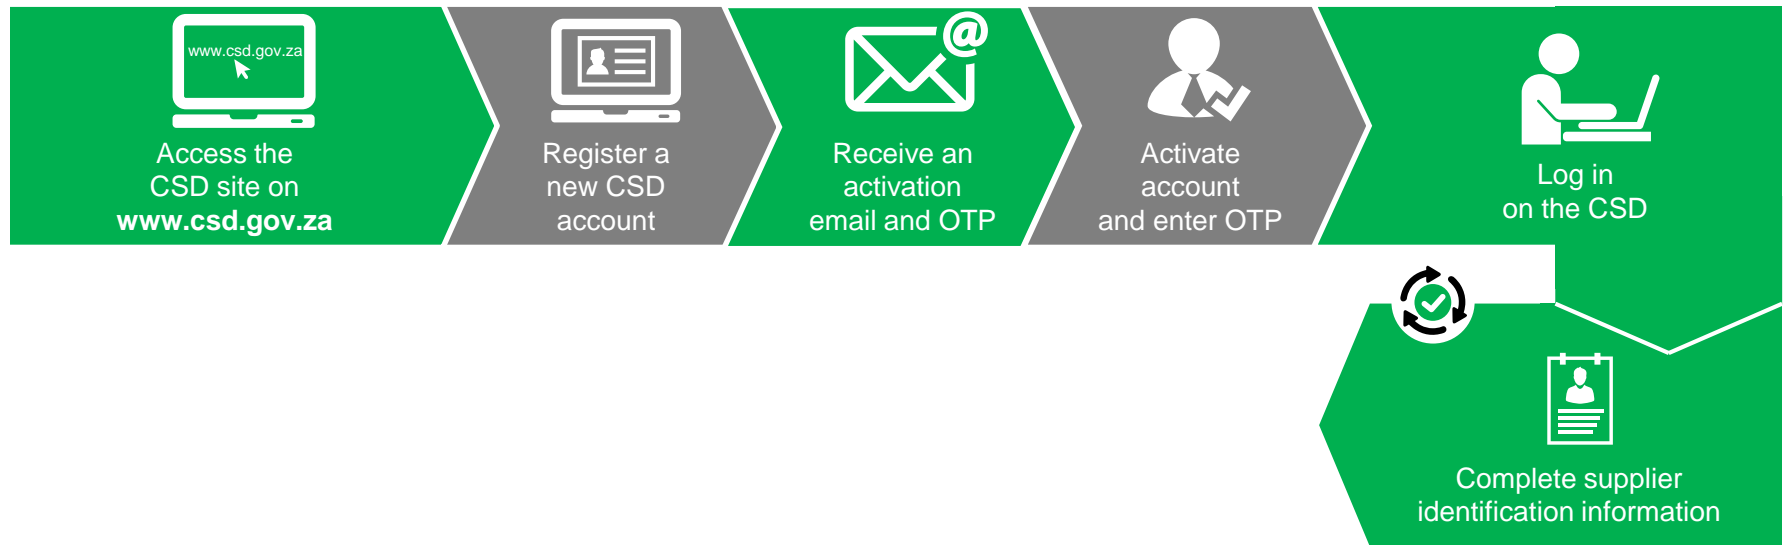 www.csd.gov.za
Access the
CSD site on
www.csd.gov.za
Register a
new CSD
account
@
Receive an
activation
email and OTP
Activate
account
and enter OTP
Log in
on the CSD
Complete supplier
identification information